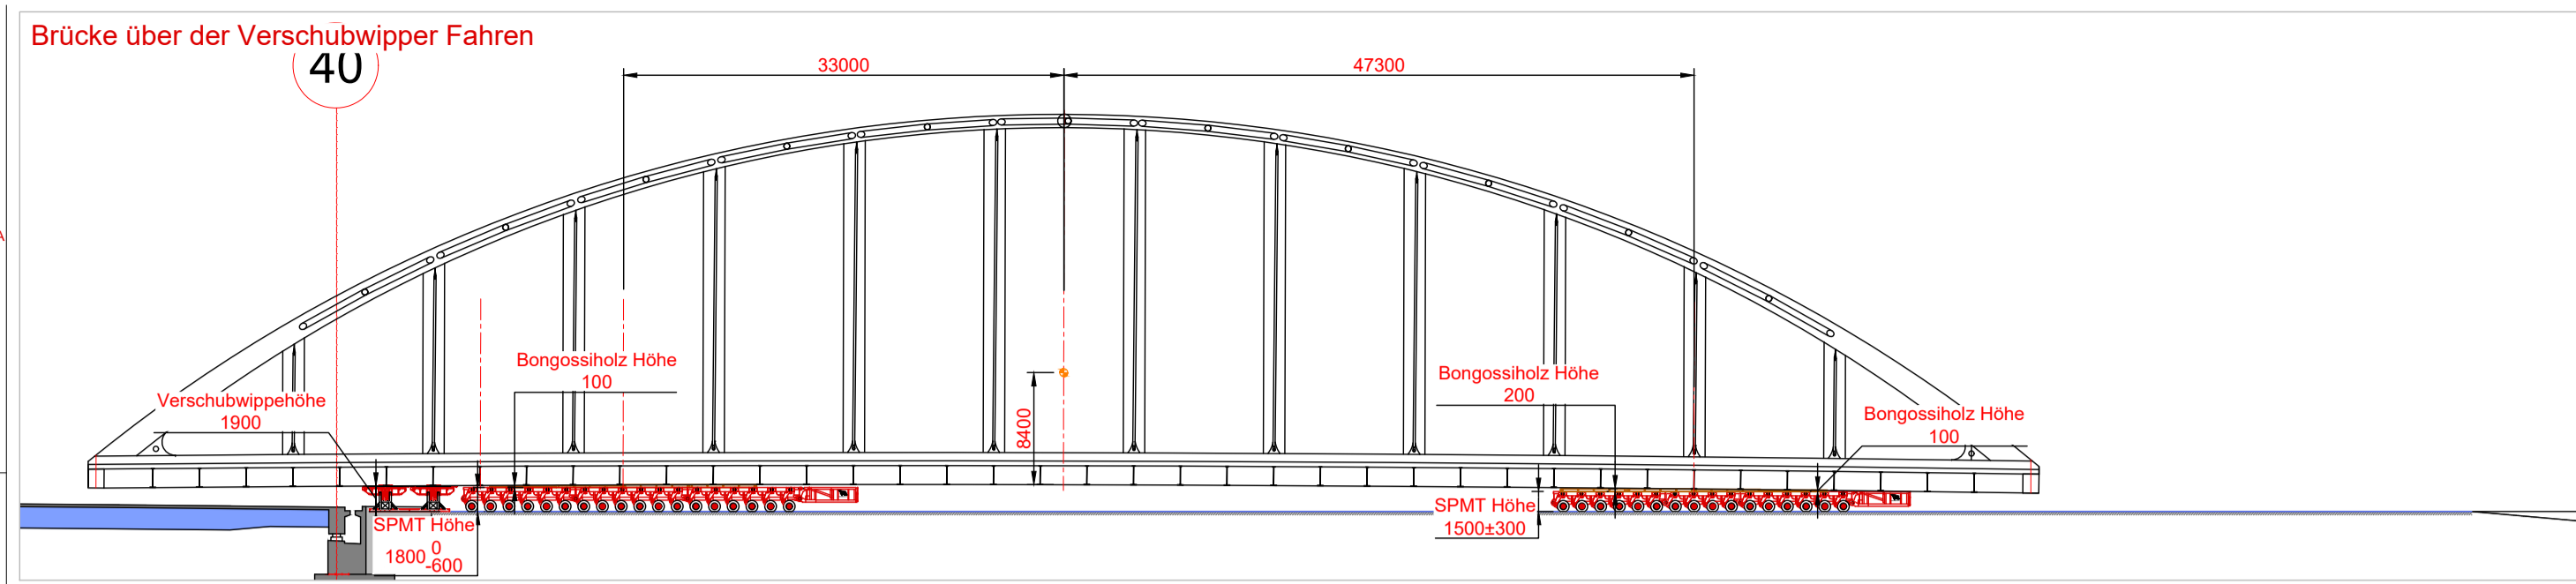 Brücke über der Verschubwipper Fahren
40
33000
47300
Bongossiholz Höhe
100
Bongossiholz Höhe
200
Verschubwippehöhe
1900
8400
Bongossiholz Höhe
100
SPMT Höhe
1800 0 -600
SPMT Höhe
1500±300
A